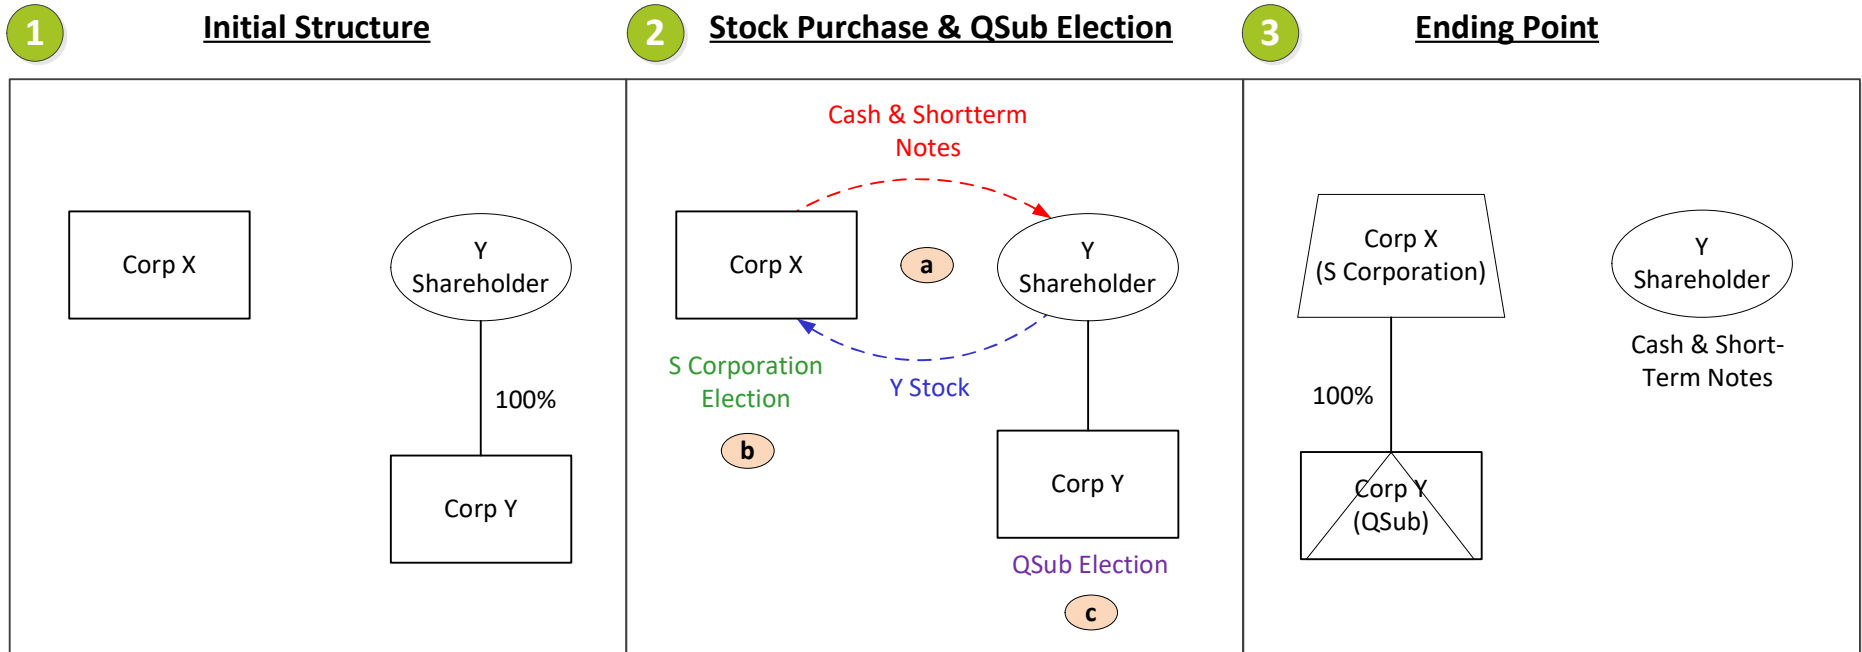 1
Initial Structure
2
Stock Purchase & QSub Election
3
Ending Point
Corp X
Y
Shareholder
100%
Corp Y
Cash & Shortterm
Notes
Corp X
a
Y
Shareholder
S Corporation
Election
b
Y Stock
Corp Y
QSub Election
c
Corp X
(S Corporation)
Y
Shareholder
Cash & Short-
Term Notes
100%
Corp Y
(QSub)